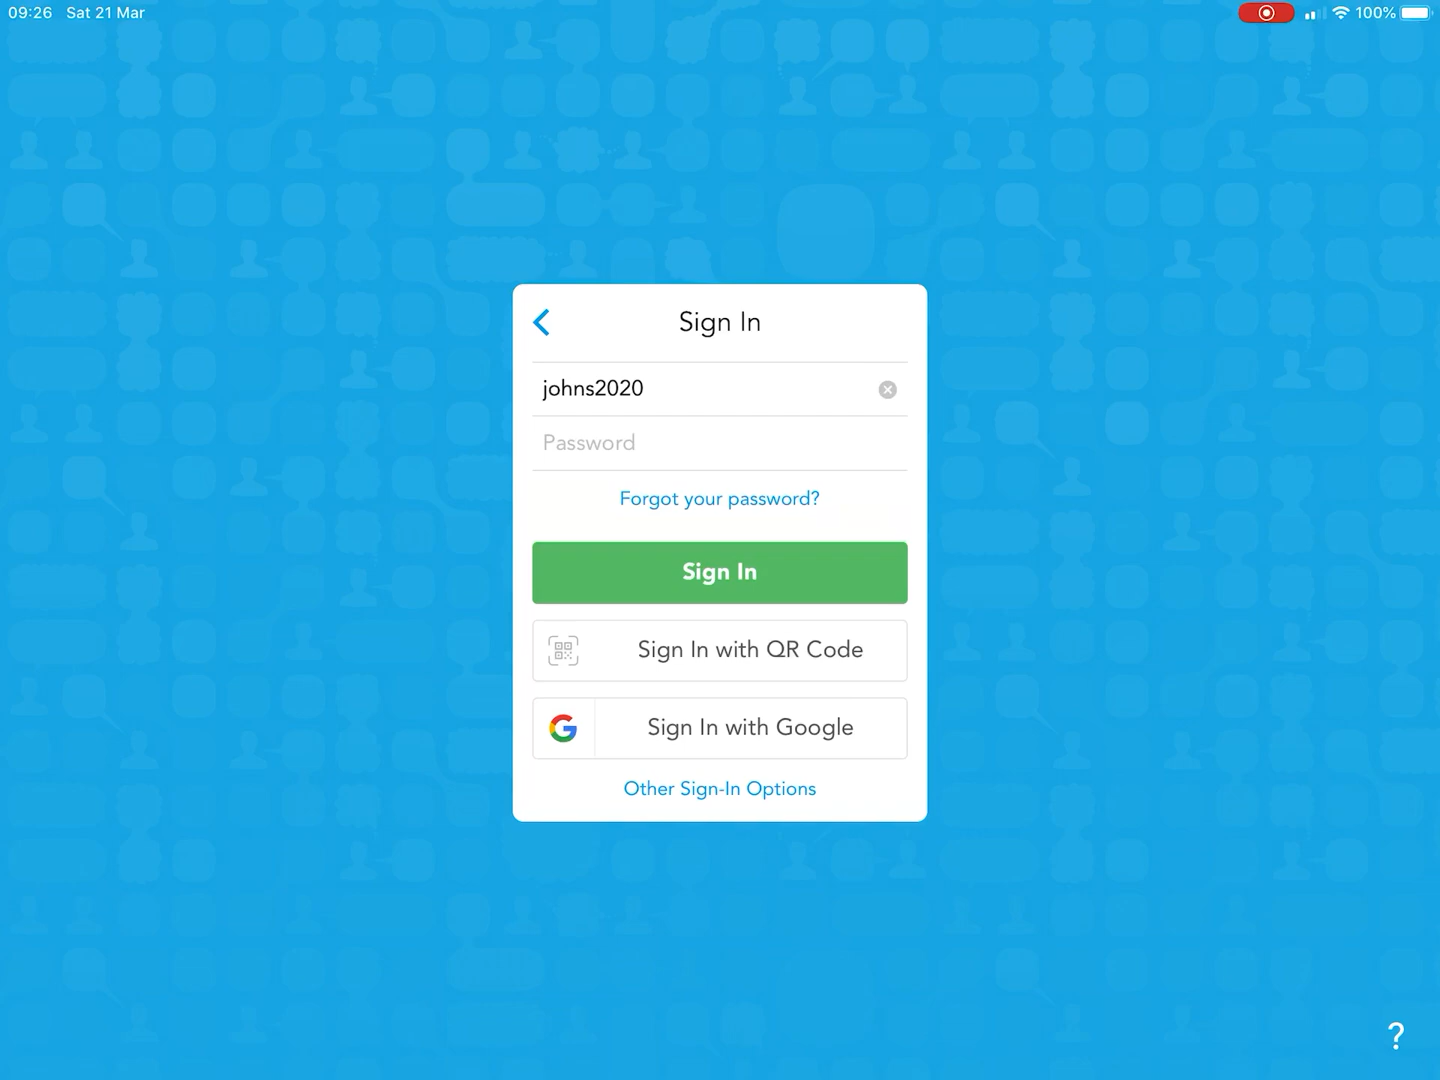 09:26 Sat 21 Mar 100%
Sign In
johns2020
Password
Forgot your password?
Sign In
Sign In with QR Code
Sign In with Google
Other Sign-In Options
?